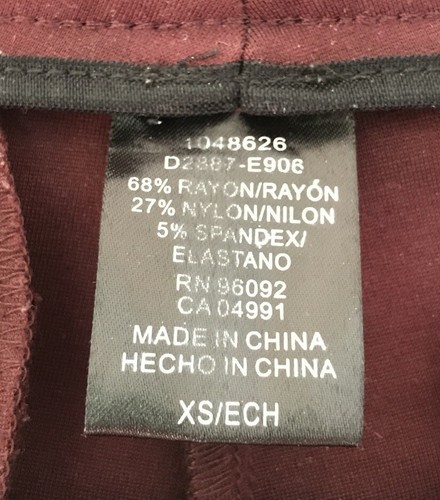 1048626
D2887-E906
68% RAYON/RAYÓN
27% NYLON/NILON
5% SPANDEX/
ELASTANO
RN 96092
CA 04991
MADE IN CHINA
HECHO IN CHINA
XS/ECH